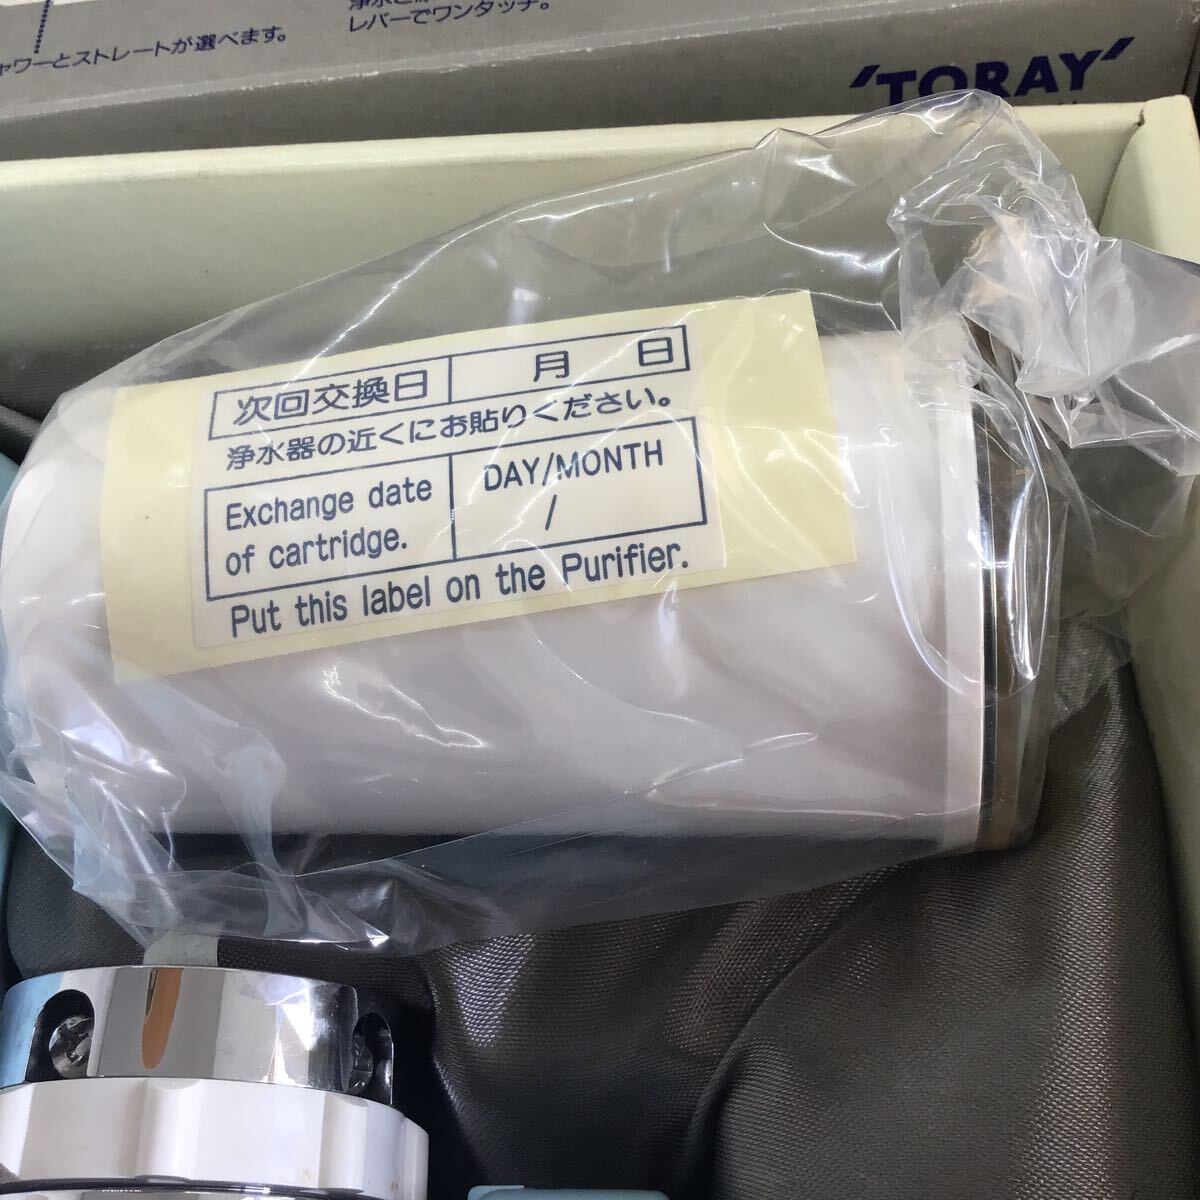 レバーでワンタッチ。
ャワーとストレートが選べます。
'TORAY'
次回交換日 月 日
浄水器の近くにお貼りください。
Exchange date of cartridge. DAY/MONTH /
Put this label on the Purifier.